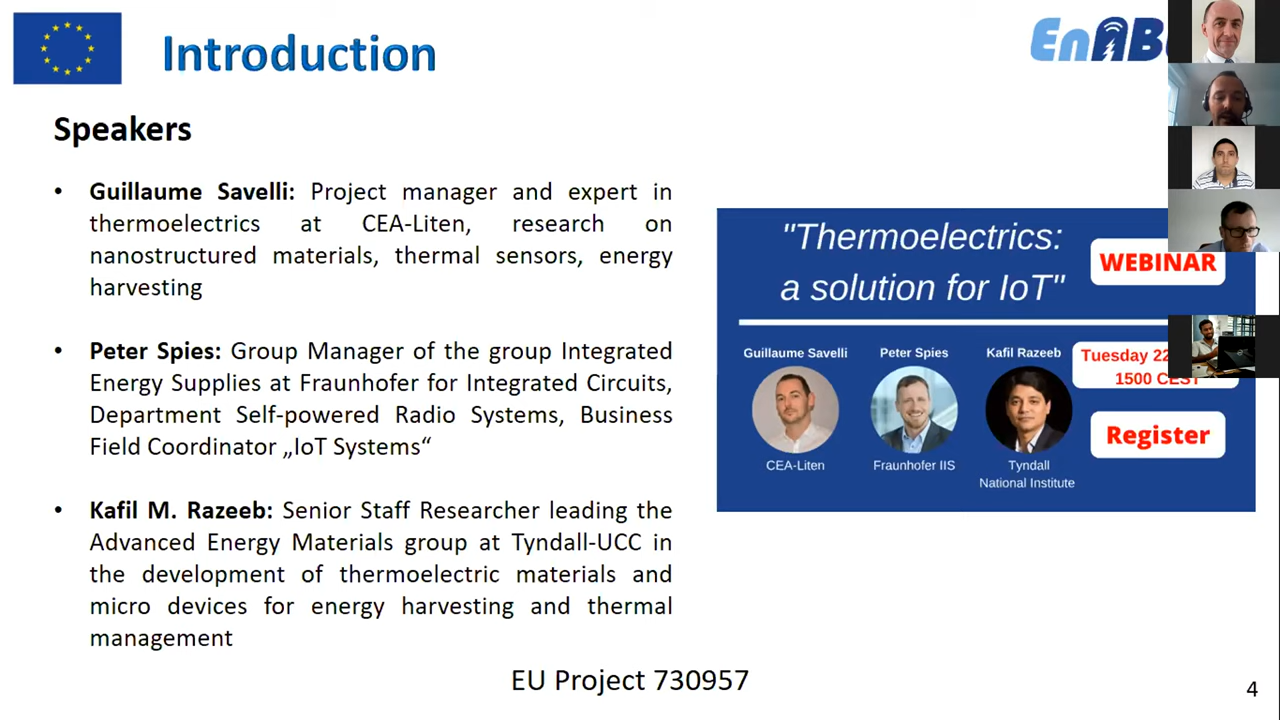 Introduction
Speakers
• Guillaume Savelli: Project manager and expert in
thermoelectrics at CEA-Liten, research on
nanostructured materials, thermal sensors, energy
harvesting
• Peter Spies: Group Manager of the group Integrated
Energy Supplies at Fraunhofer for Integrated Circuits,
Department Self-powered Radio Systems, Business
Field Coordinator „IoT Systems“
• Kafil M. Razeeb: Senior Staff Researcher leading the
Advanced Energy Materials group at Tyndall-UCC in
the development of thermoelectric materials and
micro devices for energy harvesting and thermal
management
"Thermoelectrics:
a solution for IoT"
WEBINAR
Guillaume Savelli
Peter Spies
Kafil Razeeb
CEA-Liten
Fraunhofer IIS
Tyndall
National Institute
Tuesday 22
1500 CEST
Register
EU Project 730957
4